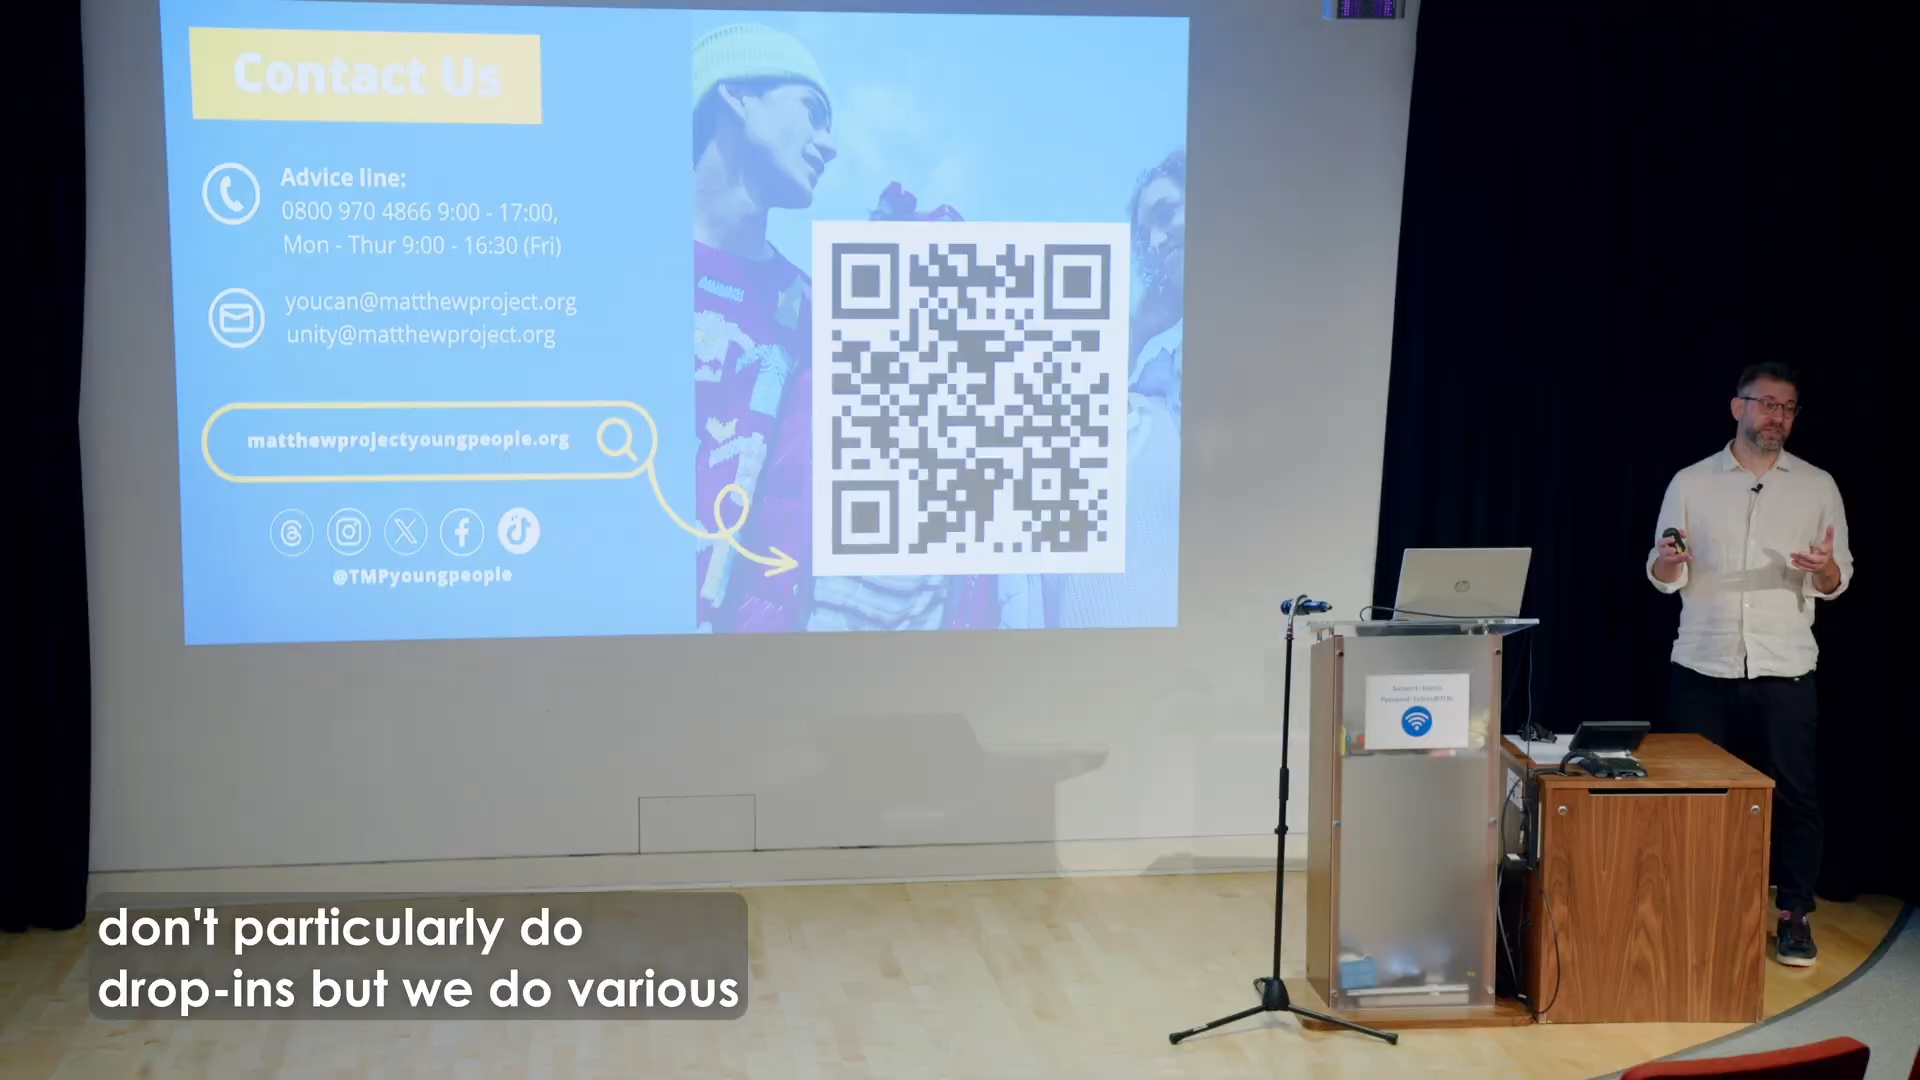 Contact Us
Advice line:
0800 970 4866 9:00 - 17:00,
Mon - Thur 9:00 - 16:30 (Fri)
youcan@matthewproject.org
unity@matthewproject.org
matthewprojectyoungpeople.org
@TMPyoungpeople
hp
don't particularly do
drop-ins but we do various